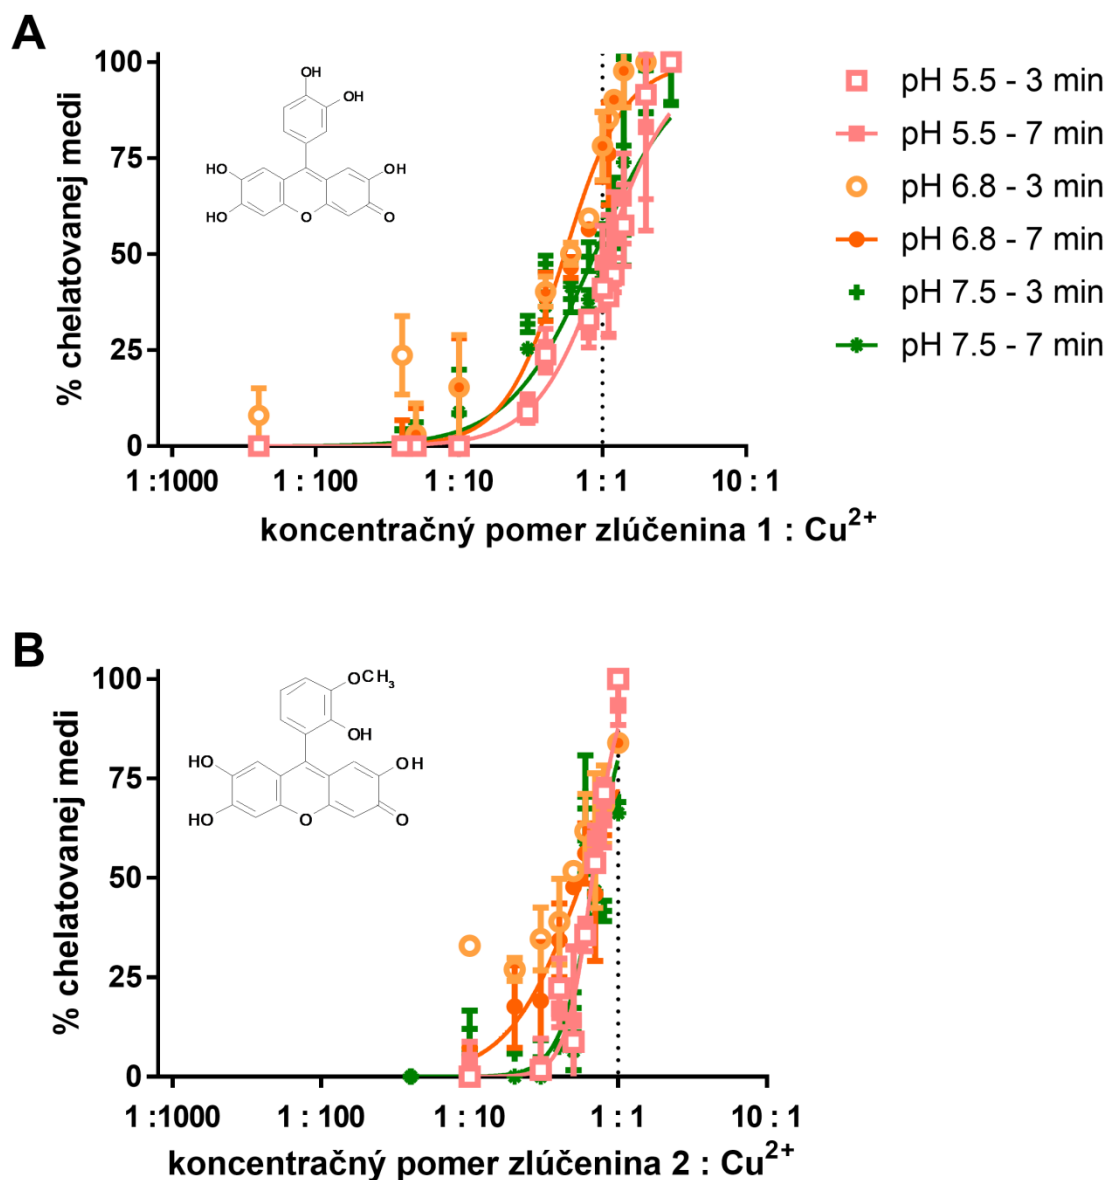 A
% chelatovanej medi
100
75
50
25
0
OH
OH
HO
OH
HO
O
O
1:1000
1:100
1:10
1:1
10:1
koncentračný pomer zlúčenina 1 : Cu²⁺
pH 5.5 - 3 min
pH 5.5 - 7 min
pH 6.8 - 3 min
pH 6.8 - 7 min
pH 7.5 - 3 min
pH 7.5 - 7 min
B
% chelatovanej medi
100
75
50
25
0
OCH₃
OH
HO
OH
HO
O
O
1:1000
1:100
1:10
1:1
10:1
koncentračný pomer zlúčenina 2 : Cu²⁺